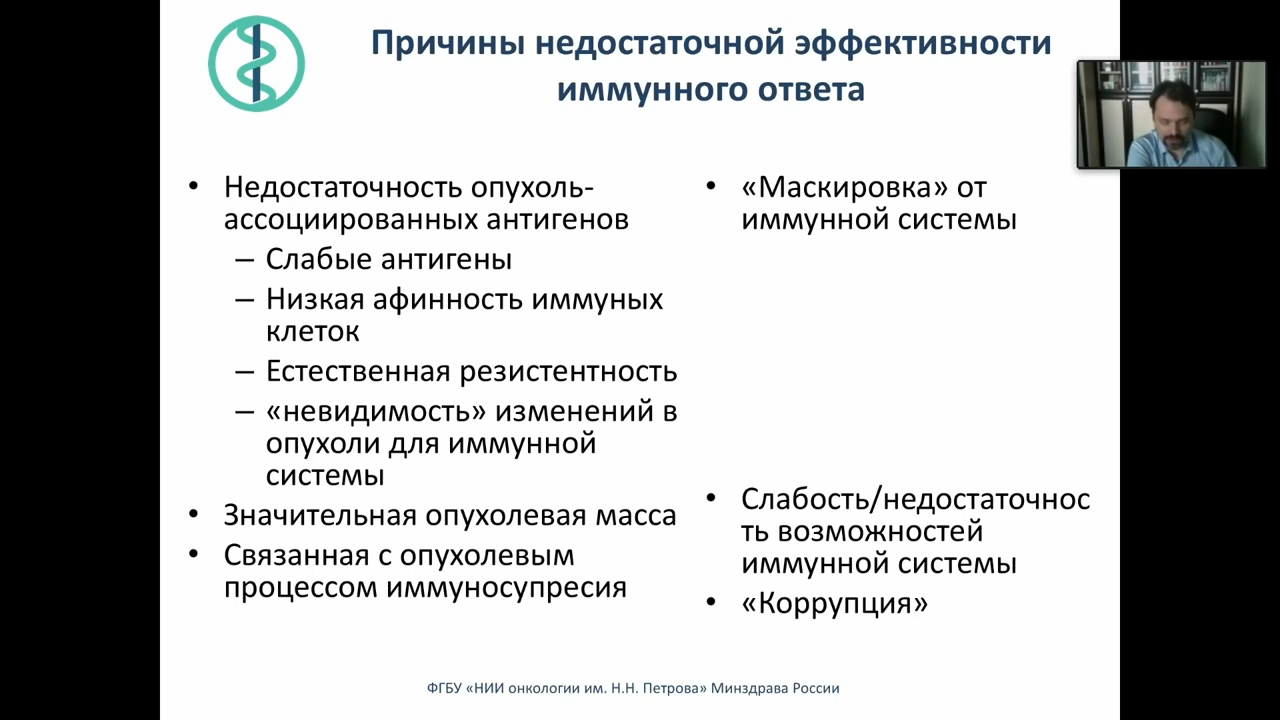 Причины недостаточной эффективности
иммунного ответа
• Недостаточность опухоль-
ассоциированных антигенов
– Слабые антигены
– Низкая афинность иммуных
клеток
– Естественная резистентность
– «невидимость» изменений в
опухоли для иммунной
системы
• Значительная опухолевая масса
• Связанная с опухолевым
процессом иммуносупресия
• «Маскировка» от
иммунной системы
• Слабость/недостаточнос
ть возможностей
иммунной системы
• «Коррупция»
ФГБУ «НИИ онкологии им. Н.Н. Петрова» Минздрава России